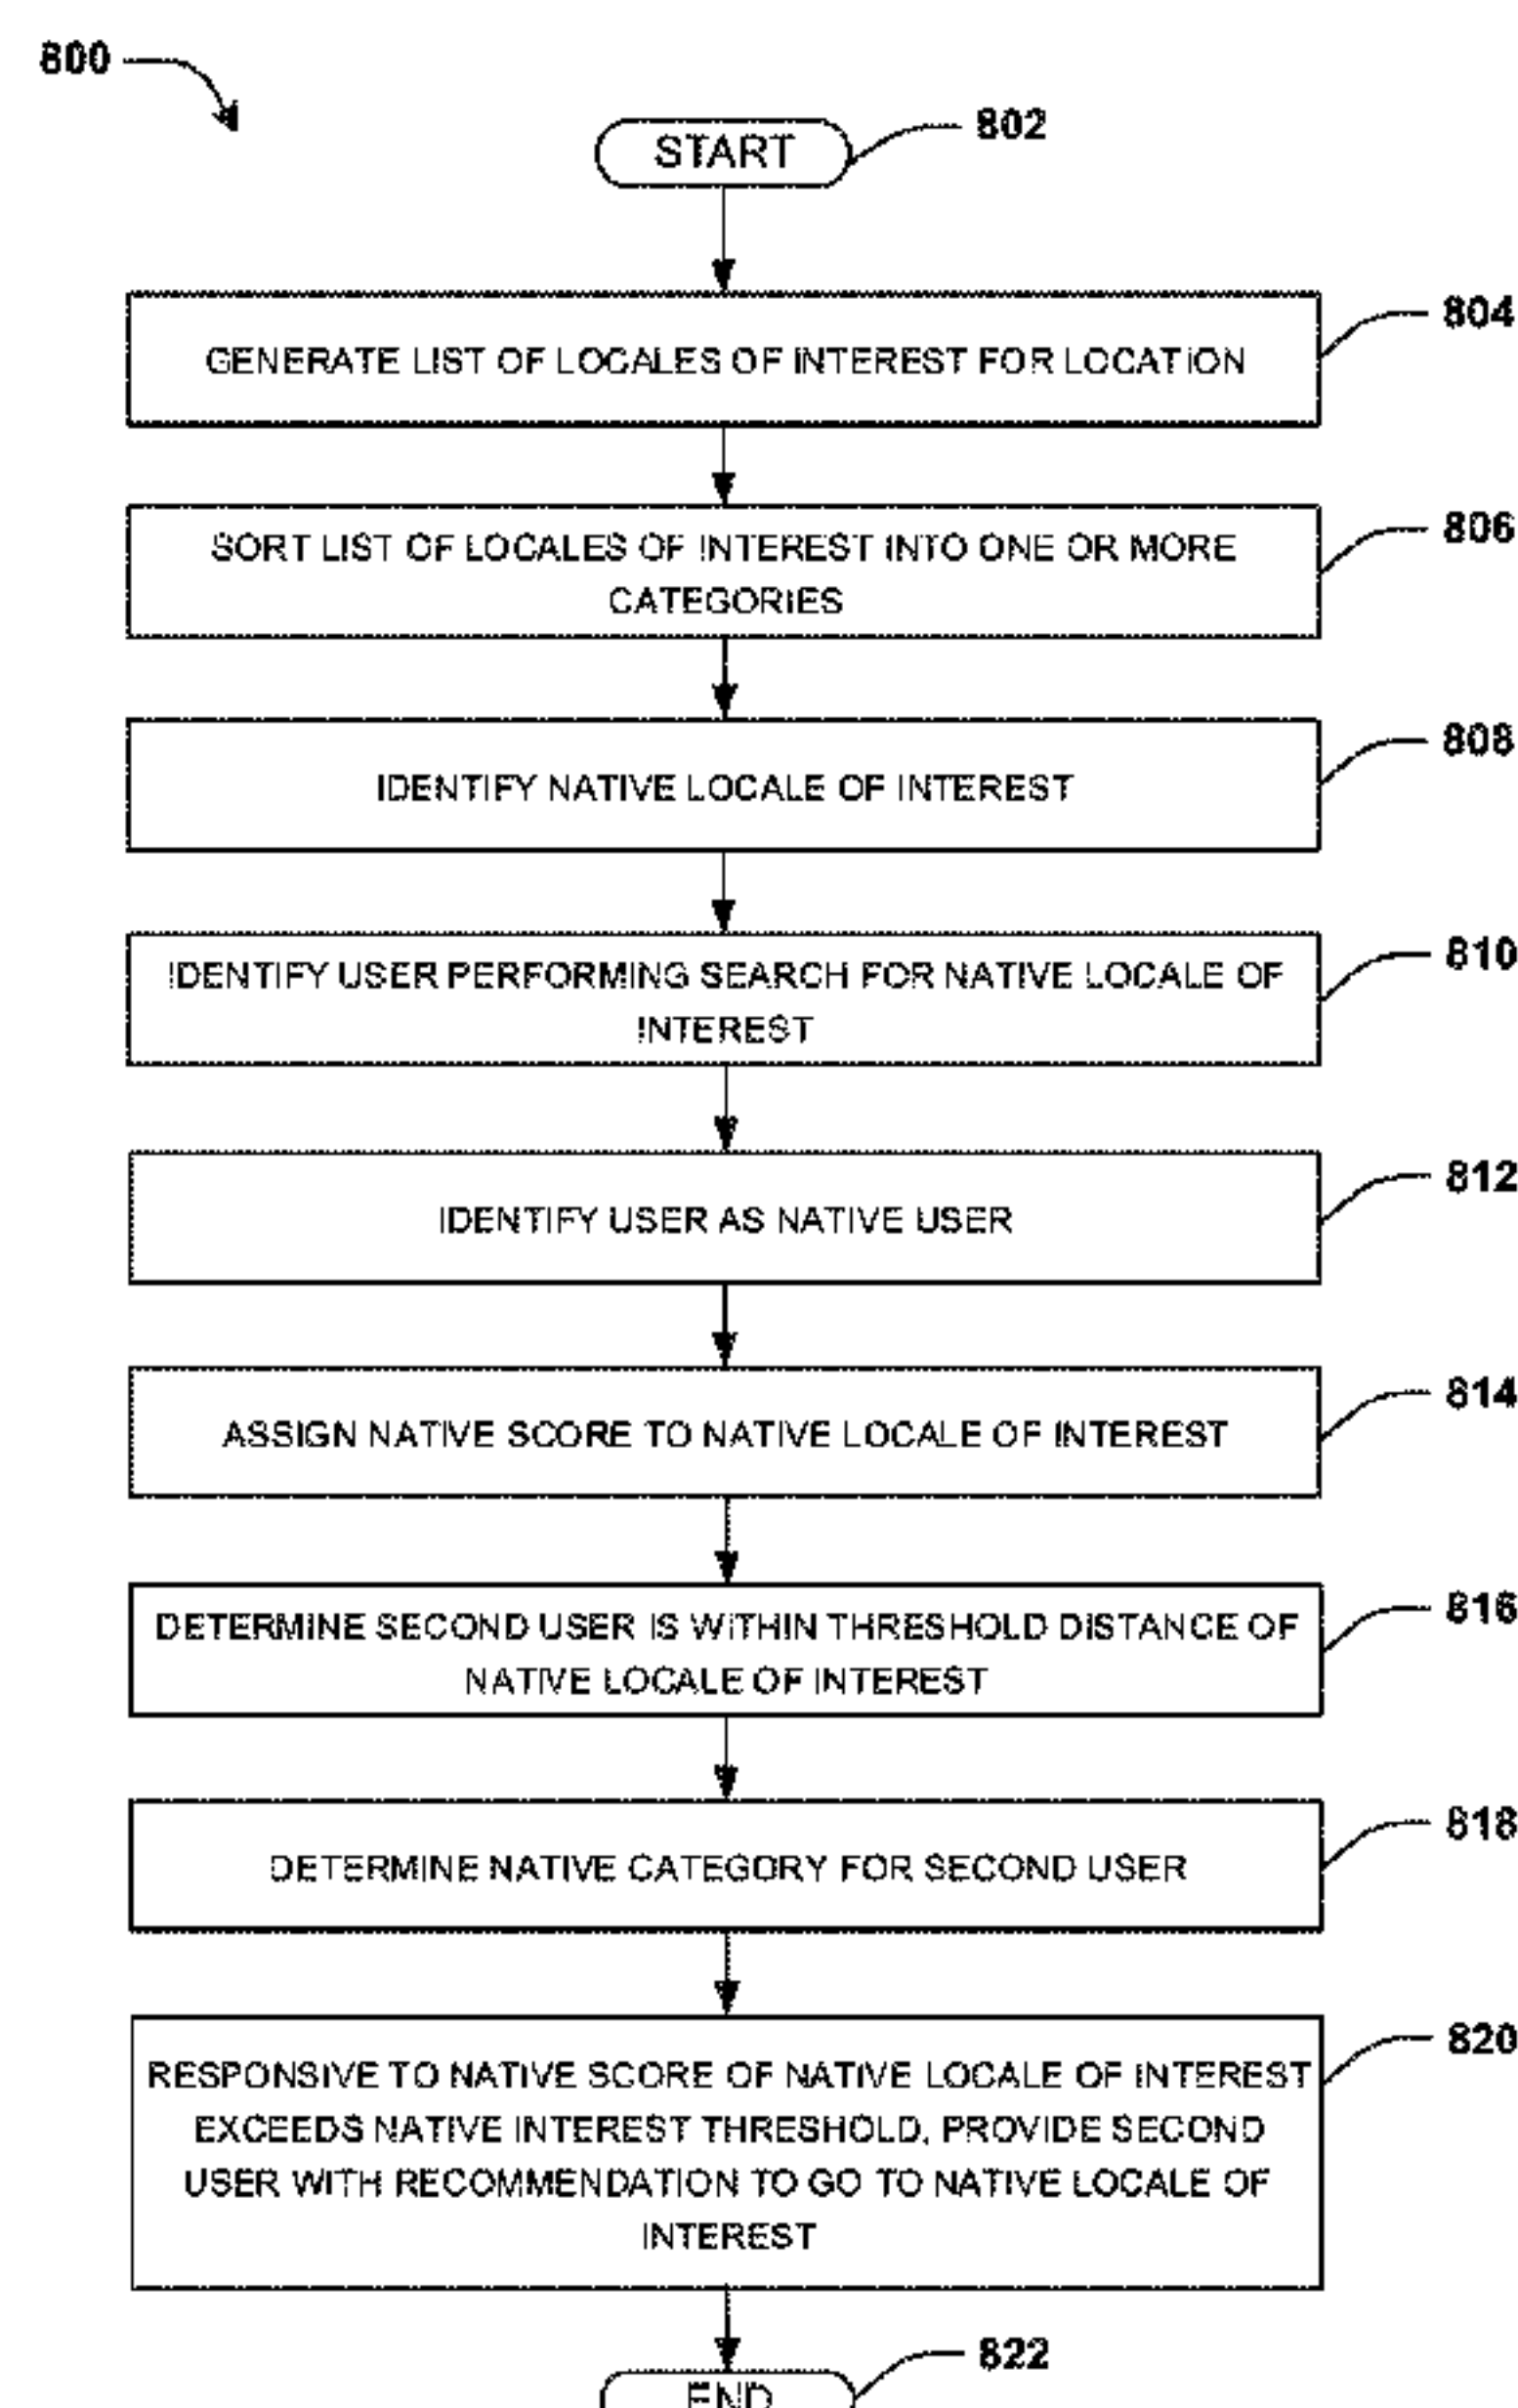 800
START
802
GENERATE LIST OF LOCALES OF INTEREST FOR LOCATION
804
SORT LIST OF LOCALES OF INTEREST INTO ONE OR MORE
CATEGORIES
806
IDENTIFY NATIVE LOCALE OF INTEREST
808
IDENTIFY USER PERFORMING SEARCH FOR NATIVE LOCALE OF
INTEREST
810
IDENTIFY USER AS NATIVE USER
812
ASSIGN NATIVE SCORE TO NATIVE LOCALE OF INTEREST
814
DETERMINE SECOND USER IS WITHIN THRESHOLD DISTANCE OF
NATIVE LOCALE OF INTEREST
816
DETERMINE NATIVE CATEGORY FOR SECOND USER
818
RESPONSIVE TO NATIVE SCORE OF NATIVE LOCALE OF INTEREST
EXCEEDS NATIVE INTEREST THRESHOLD, PROVIDE SECOND
USER WITH RECOMMENDATION TO GO TO NATIVE LOCALE OF
INTEREST
820
END
822